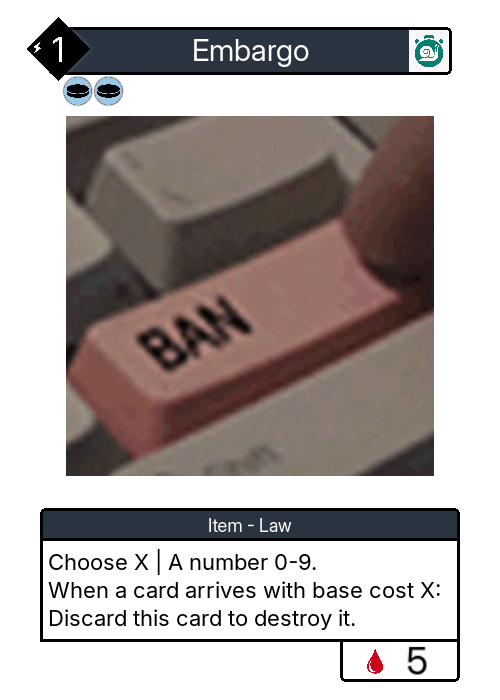 1
Embargo
BAN
Shift
Item - Law
Choose X | A number 0-9.
When a card arrives with base cost X:
Discard this card to destroy it.
5